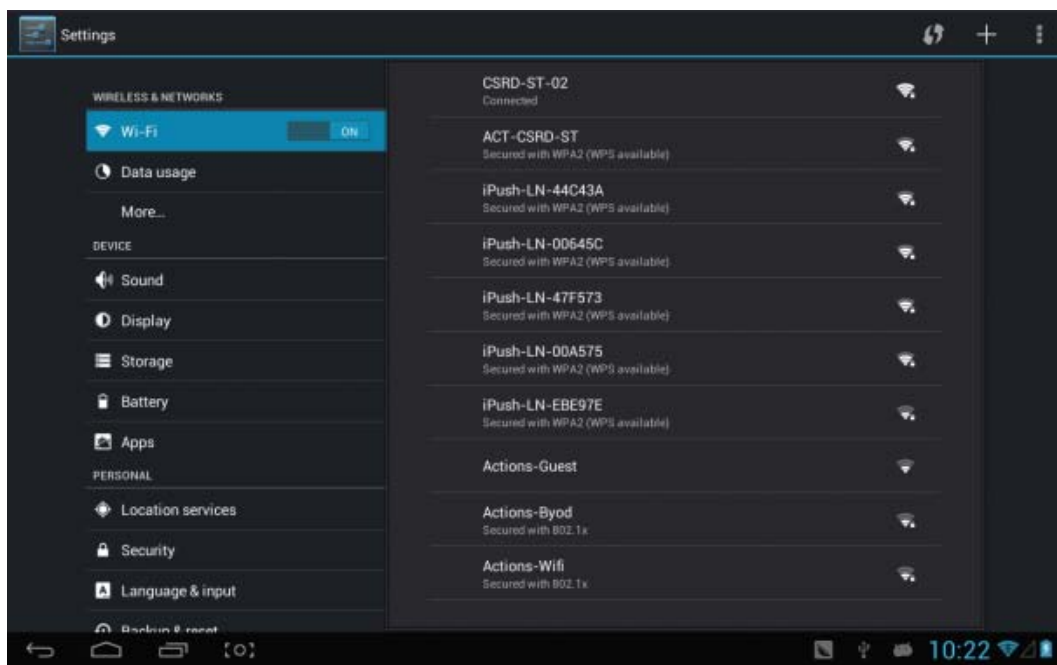 Settings
WIRELESS & NETWORKS
Wi-Fi
ON
Data usage
More...
DEVICE
Sound
Display
Storage
Battery
Apps
PERSONAL
Location services
Security
Language & input
Backup & reset
CSRD-ST-02
Connected
ACT-CSRD-ST
Secured with WPA2 (WPS available)
iPush-LN-44C43A
Secured with WPA2 (WPS available)
iPush-LN-00645C
Secured with WPA2 (WPS available)
iPush-LN-47F573
Secured with WPA2 (WPS available)
iPush-LN-00A575
Secured with WPA2 (WPS available)
iPush-LN-EBE97E
Secured with WPA2 (WPS available)
Actions-Guest
Actions-Byod
Secured with 802.1x
Actions-Wifi
Secured with 802.1x
10:22